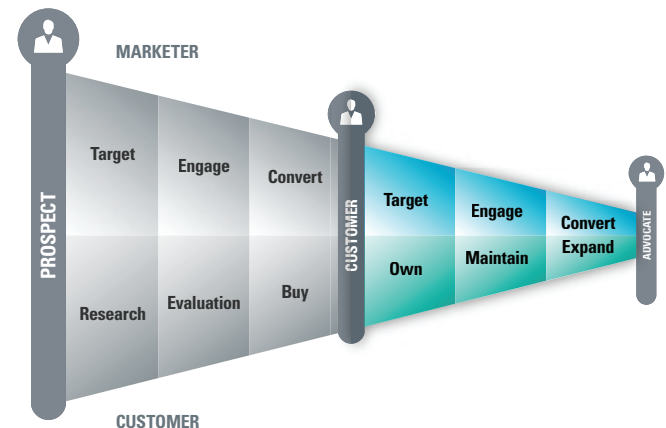 MARKETER
PROSPECT
Target
Engage
Convert
Research
Evaluation
Buy
CUSTOMER
Target
Engage
Convert
Own
Maintain
Expand
ADVOCATE
CUSTOMER